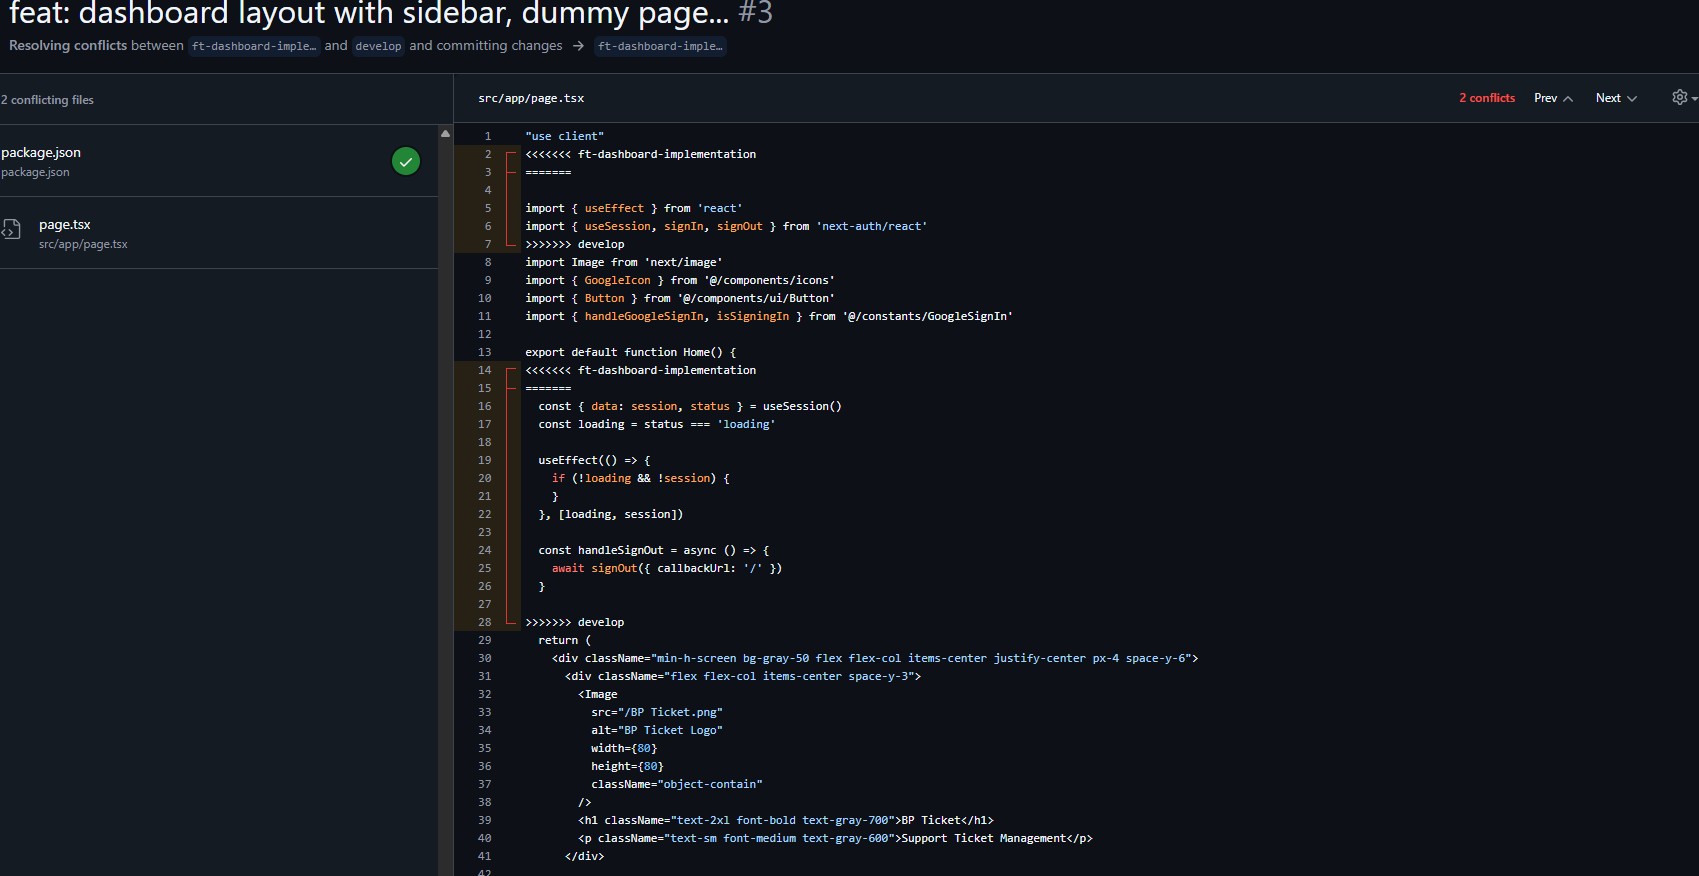 feat: dashboard layout with sidebar, dummy page... #3
Resolving conflicts between ft-dashboard-imple… and develop and committing changes → ft-dashboard-imple…
2 conflicting files
src/app/page.tsx
2 conflicts Prev Next
package.json
package.json
page.tsx
src/app/page.tsx
1 "use client"
2 <<<<<<< ft-dashboard-implementation
3 =======
4
5 import { useEffect } from 'react'
6 import { useSession, signIn, signOut } from 'next-auth/react'
7 >>>>>>> develop
8 import Image from 'next/image'
9 import { GoogleIcon } from '@/components/icons'
10 import { Button } from '@/components/ui/Button'
11 import { handleGoogleSignIn, isSigningIn } from '@/constants/GoogleSignIn'
12
13 export default function Home() {
14 <<<<<<< ft-dashboard-implementation
15 =======
16 const { data: session, status } = useSession()
17 const loading = status === 'loading'
18
19 useEffect(() => {
20 if (!loading && !session) {
21 }
22 }, [loading, session])
23
24 const handleSignOut = async () => {
25 await signOut({ callbackUrl: '/' })
26 }
27
28 >>>>>>> develop
29 return (
30 <div className="min-h-screen bg-gray-50 flex flex-col items-center justify-center px-4 space-y-6">
31 <div className="flex flex-col items-center space-y-3">
32 <Image
33 src="/BP Ticket.png"
34 alt="BP Ticket Logo"
35 width={80}
36 height={80}
37 className="object-contain"
38 />
39 <h1 className="text-2xl font-bold text-gray-700">BP Ticket</h1>
40 <p className="text-sm font-medium text-gray-600">Support Ticket Management</p>
41 </div>
42